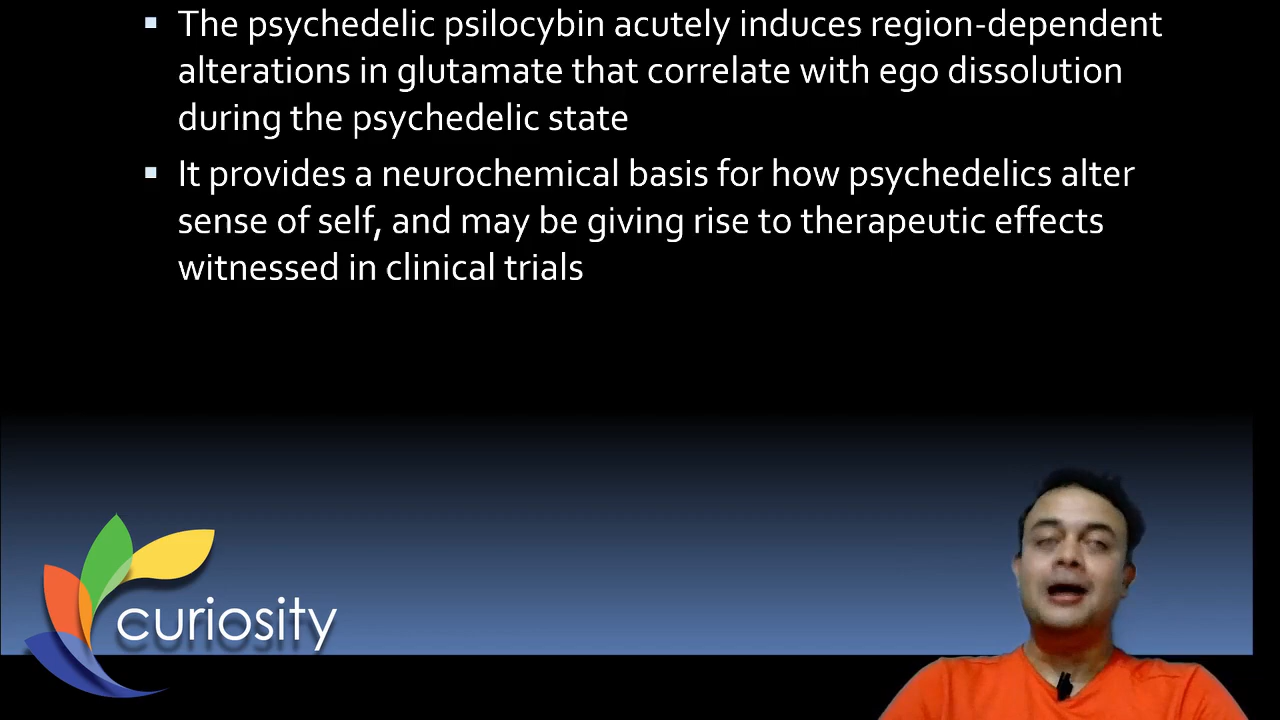 The psychedelic psilocybin acutely induces region-dependent
alterations in glutamate that correlate with ego dissolution
during the psychedelic state
It provides a neurochemical basis for how psychedelics alter
sense of self, and may be giving rise to therapeutic effects
witnessed in clinical trials
curiosity